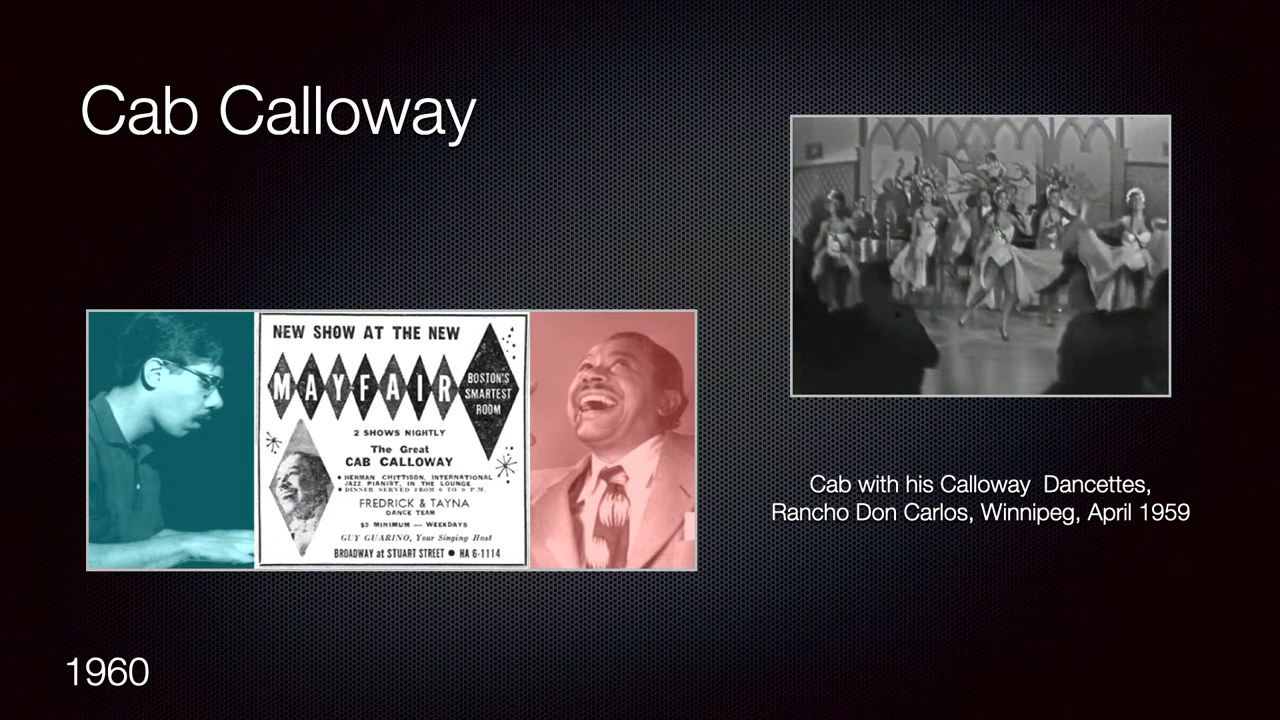 Cab Calloway
NEW SHOW AT THE NEW
MAYFAIR
BOSTON'S
SMARTEST
ROOM
2 SHOWS NIGHTLY
The Great
CAB CALLOWAY
• HERMAN CHITTISON, INTERNATIONAL
JAZZ PIANIST, IN THE LOUNGE
• DINNER SERVED FROM 6 TO 9 P.M.
FREDRICK & TAYNA
DANCE TEAM
$3 MINIMUM — WEEKDAYS
GUY GUARINO, Your Singing Host
BROADWAY at STUART STREET • HA 6-1114
Cab with his Calloway Dancettes,
Rancho Don Carlos, Winnipeg, April 1959
1960